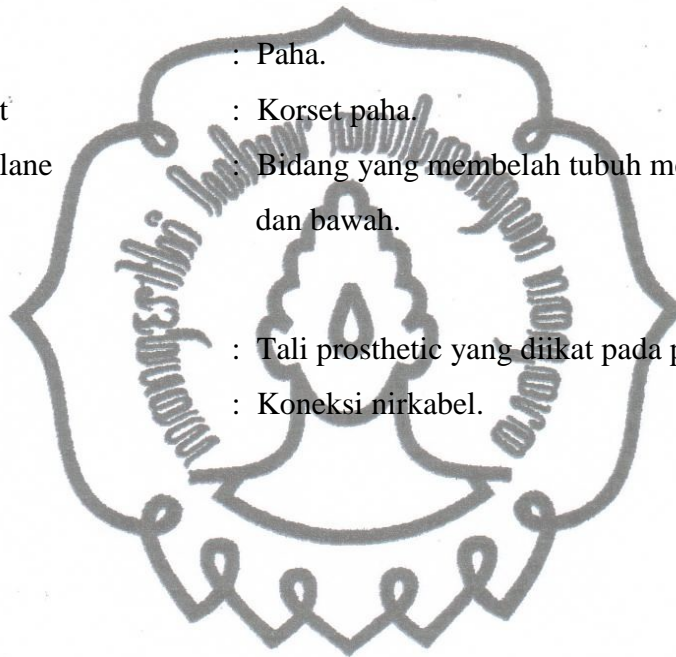 : Paha.
t : Korset paha.
lane : Bidang yang membelah tubuh me
dan bawah.
: Tali prosthetic yang diikat pada p
: Koneksi nirkabel.